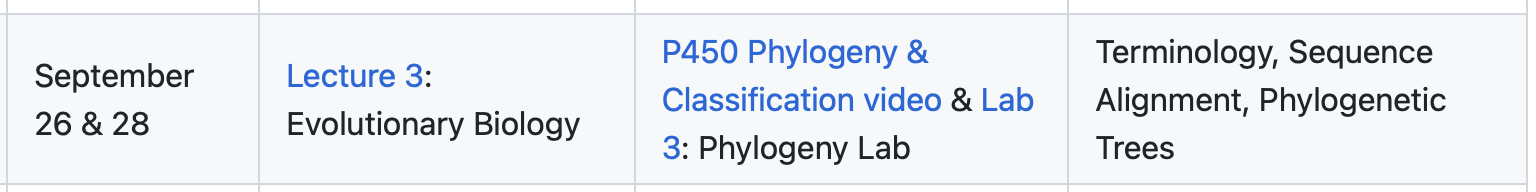 September
26 & 28
Lecture 3:
Evolutionary Biology
P450 Phylogeny &
Classification video & Lab
3: Phylogeny Lab
Terminology, Sequence
Alignment, Phylogenetic
Trees